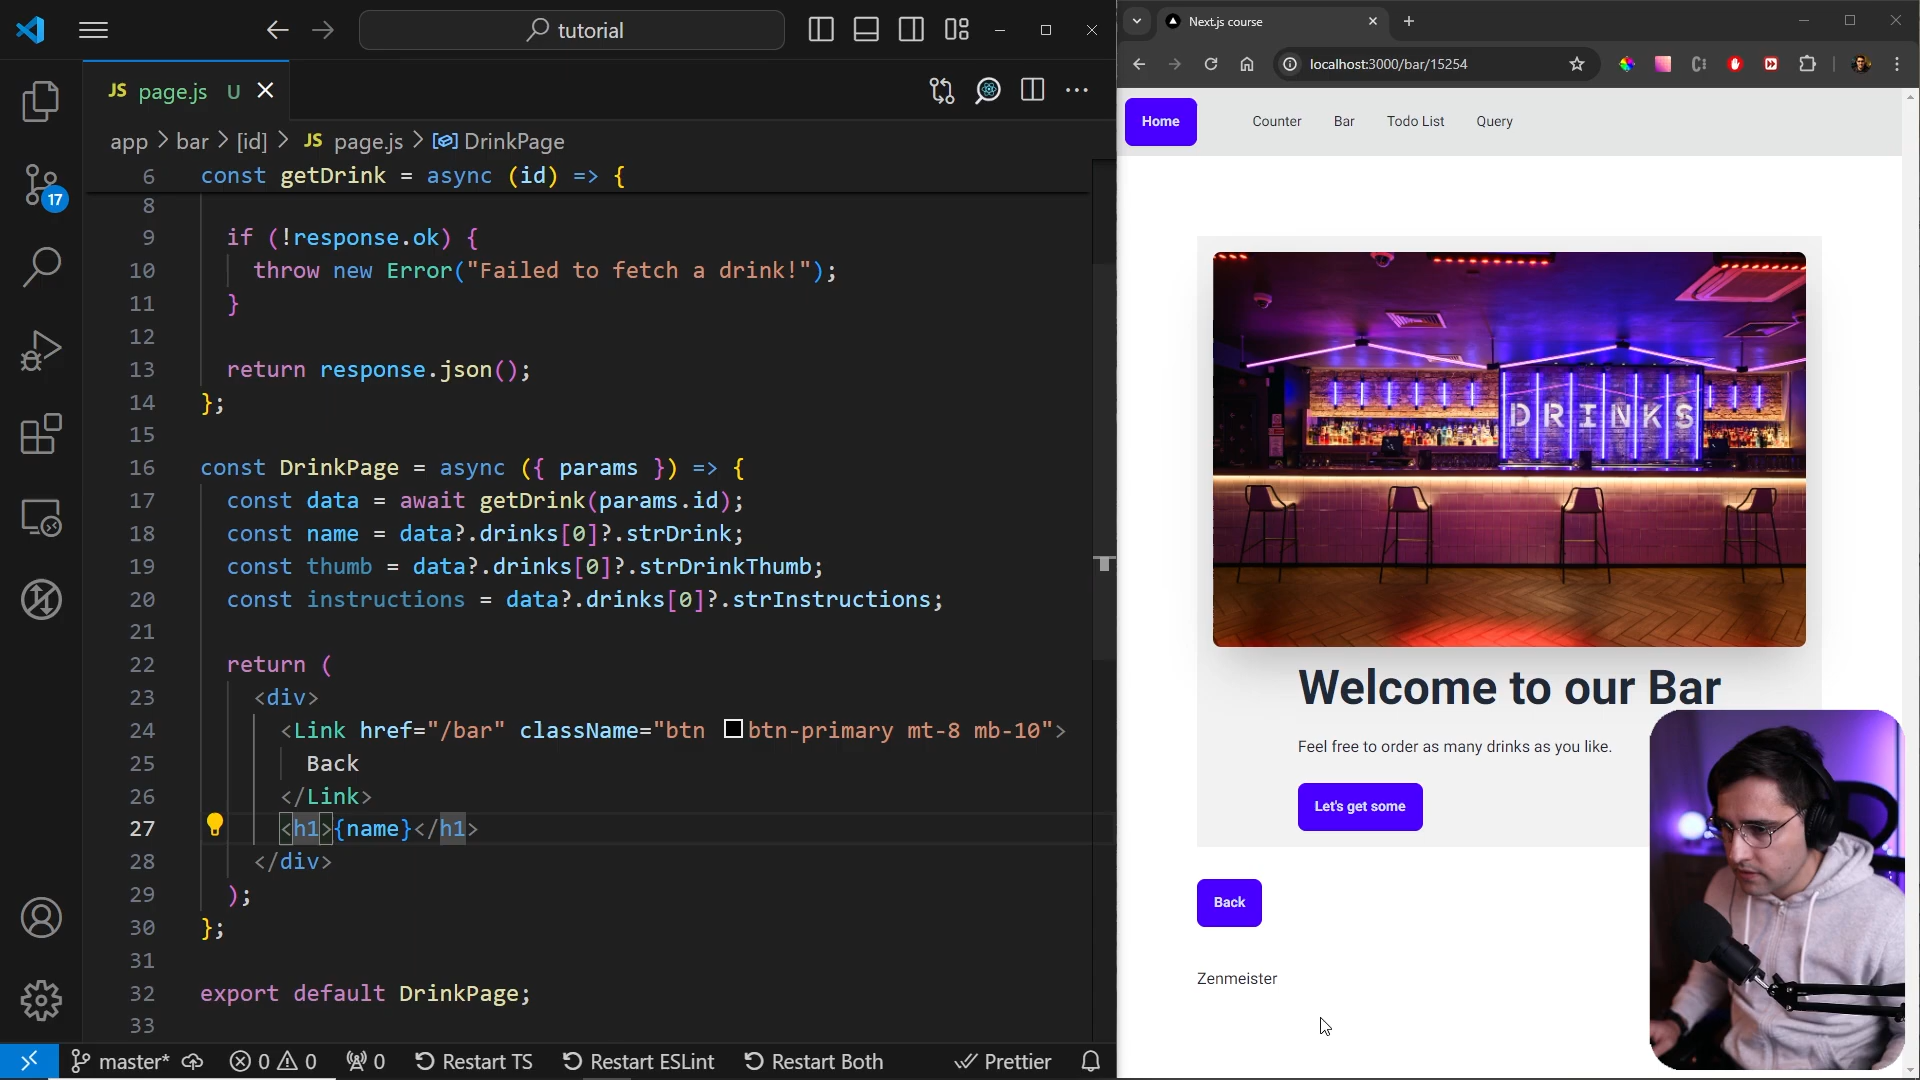 tutorial
JS page.js U
app > bar > [id] > JS page.js > DrinkPage
6 const getDrink = async (id) => {
8
9 if (!response.ok) {
10 throw new Error("Failed to fetch a drink!");
11 }
12
13 return response.json();
14 };
15
16 const DrinkPage = async ({ params }) => {
17 const data = await getDrink(params.id);
18 const name = data?.drinks[0]?.strDrink;
19 const thumb = data?.drinks[0]?.strDrinkThumb;
20 const instructions = data?.drinks[0]?.strInstructions;
21
22 return (
23 <div>
24 <Link href="/bar" className="btn btn-primary mt-8 mb-10">
25 Back
26 </Link>
27 <h1>{name}</h1>
28 </div>
29 );
30 };
31
32 export default DrinkPage;
33
17
master* 0 0 0 Restart TS Restart ESLint Restart Both Prettier
Next.js course
localhost:3000/bar/15254
Home Counter Bar Todo List Query
DRINKS
Welcome to our Bar
Feel free to order as many drinks as you like.
Let's get some
Back
Zenmeister